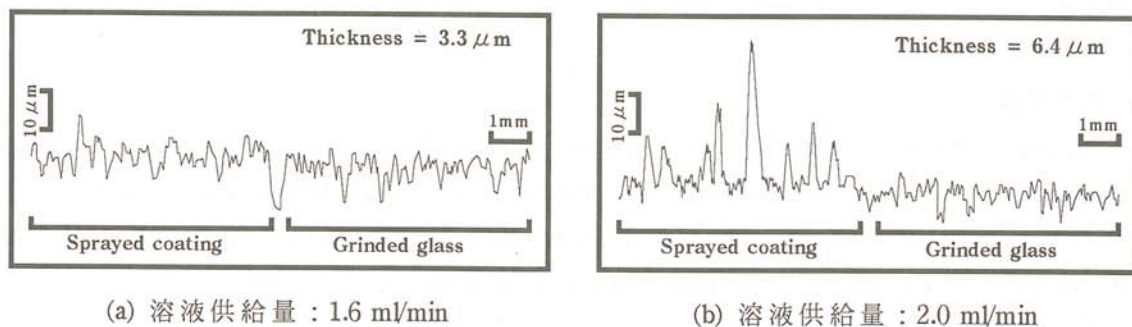 Thickness = 3.3 μm
10 μm
1mm
Sprayed coating
Grinded glass
(a) 溶液供給量 : 1.6 ml/min
Thickness = 6.4 μm
10 μm
1mm
Sprayed coating
Grinded glass
(b) 溶液供給量 : 2.0 ml/min